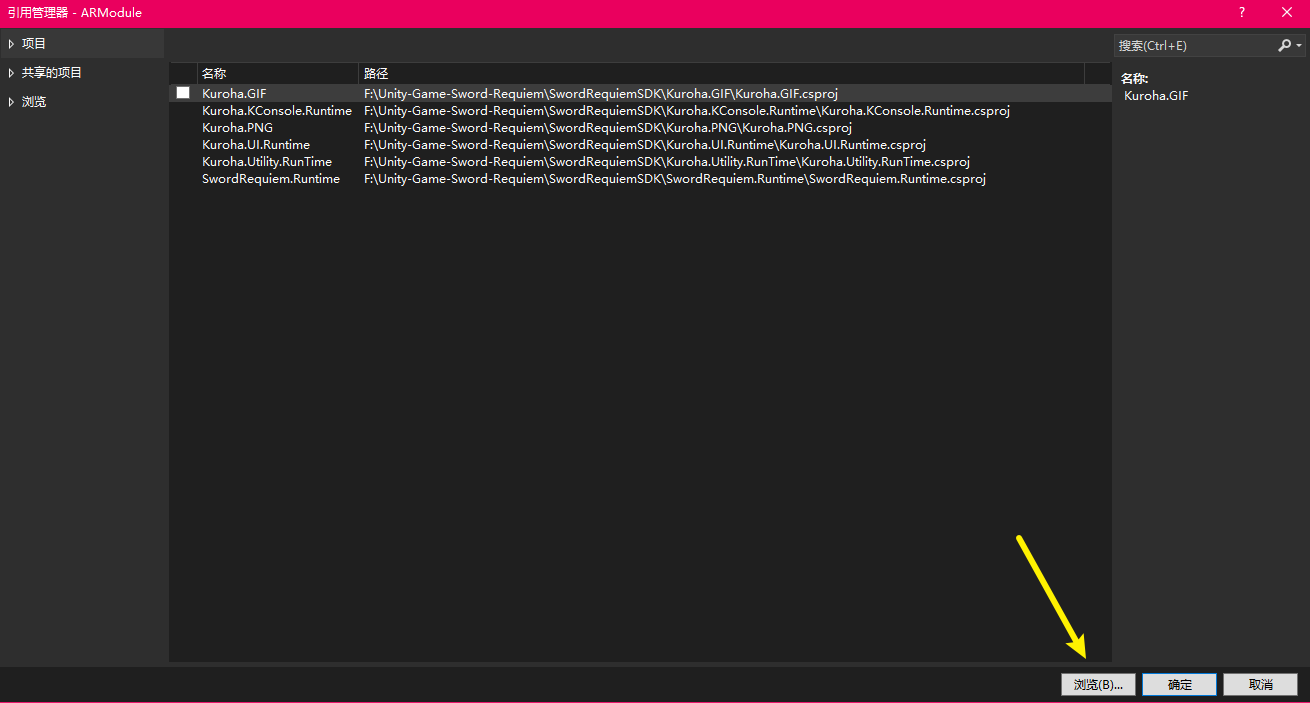 引用管理器 - ARModule
?
项目
共享的项目
浏览
搜索(Ctrl+E)
名称 路径
Kuroha.GIF F:\Unity-Game-Sword-Requiem\SwordRequiemSDK\Kuroha.GIF\Kuroha.GIF.csproj
Kuroha.KConsole.Runtime F:\Unity-Game-Sword-Requiem\SwordRequiemSDK\Kuroha.KConsole.Runtime\Kuroha.KConsole.Runtime.csproj
Kuroha.PNG F:\Unity-Game-Sword-Requiem\SwordRequiemSDK\Kuroha.PNG\Kuroha.PNG.csproj
Kuroha.UI.Runtime F:\Unity-Game-Sword-Requiem\SwordRequiemSDK\Kuroha.UI.Runtime\Kuroha.UI.Runtime.csproj
Kuroha.Utility.RunTime F:\Unity-Game-Sword-Requiem\SwordRequiemSDK\Kuroha.Utility.RunTime\Kuroha.Utility.RunTime.csproj
SwordRequiem.Runtime F:\Unity-Game-Sword-Requiem\SwordRequiemSDK\SwordRequiem.Runtime\SwordRequiem.Runtime.csproj
名称:
Kuroha.GIF
浏览(B)... 确定 取消